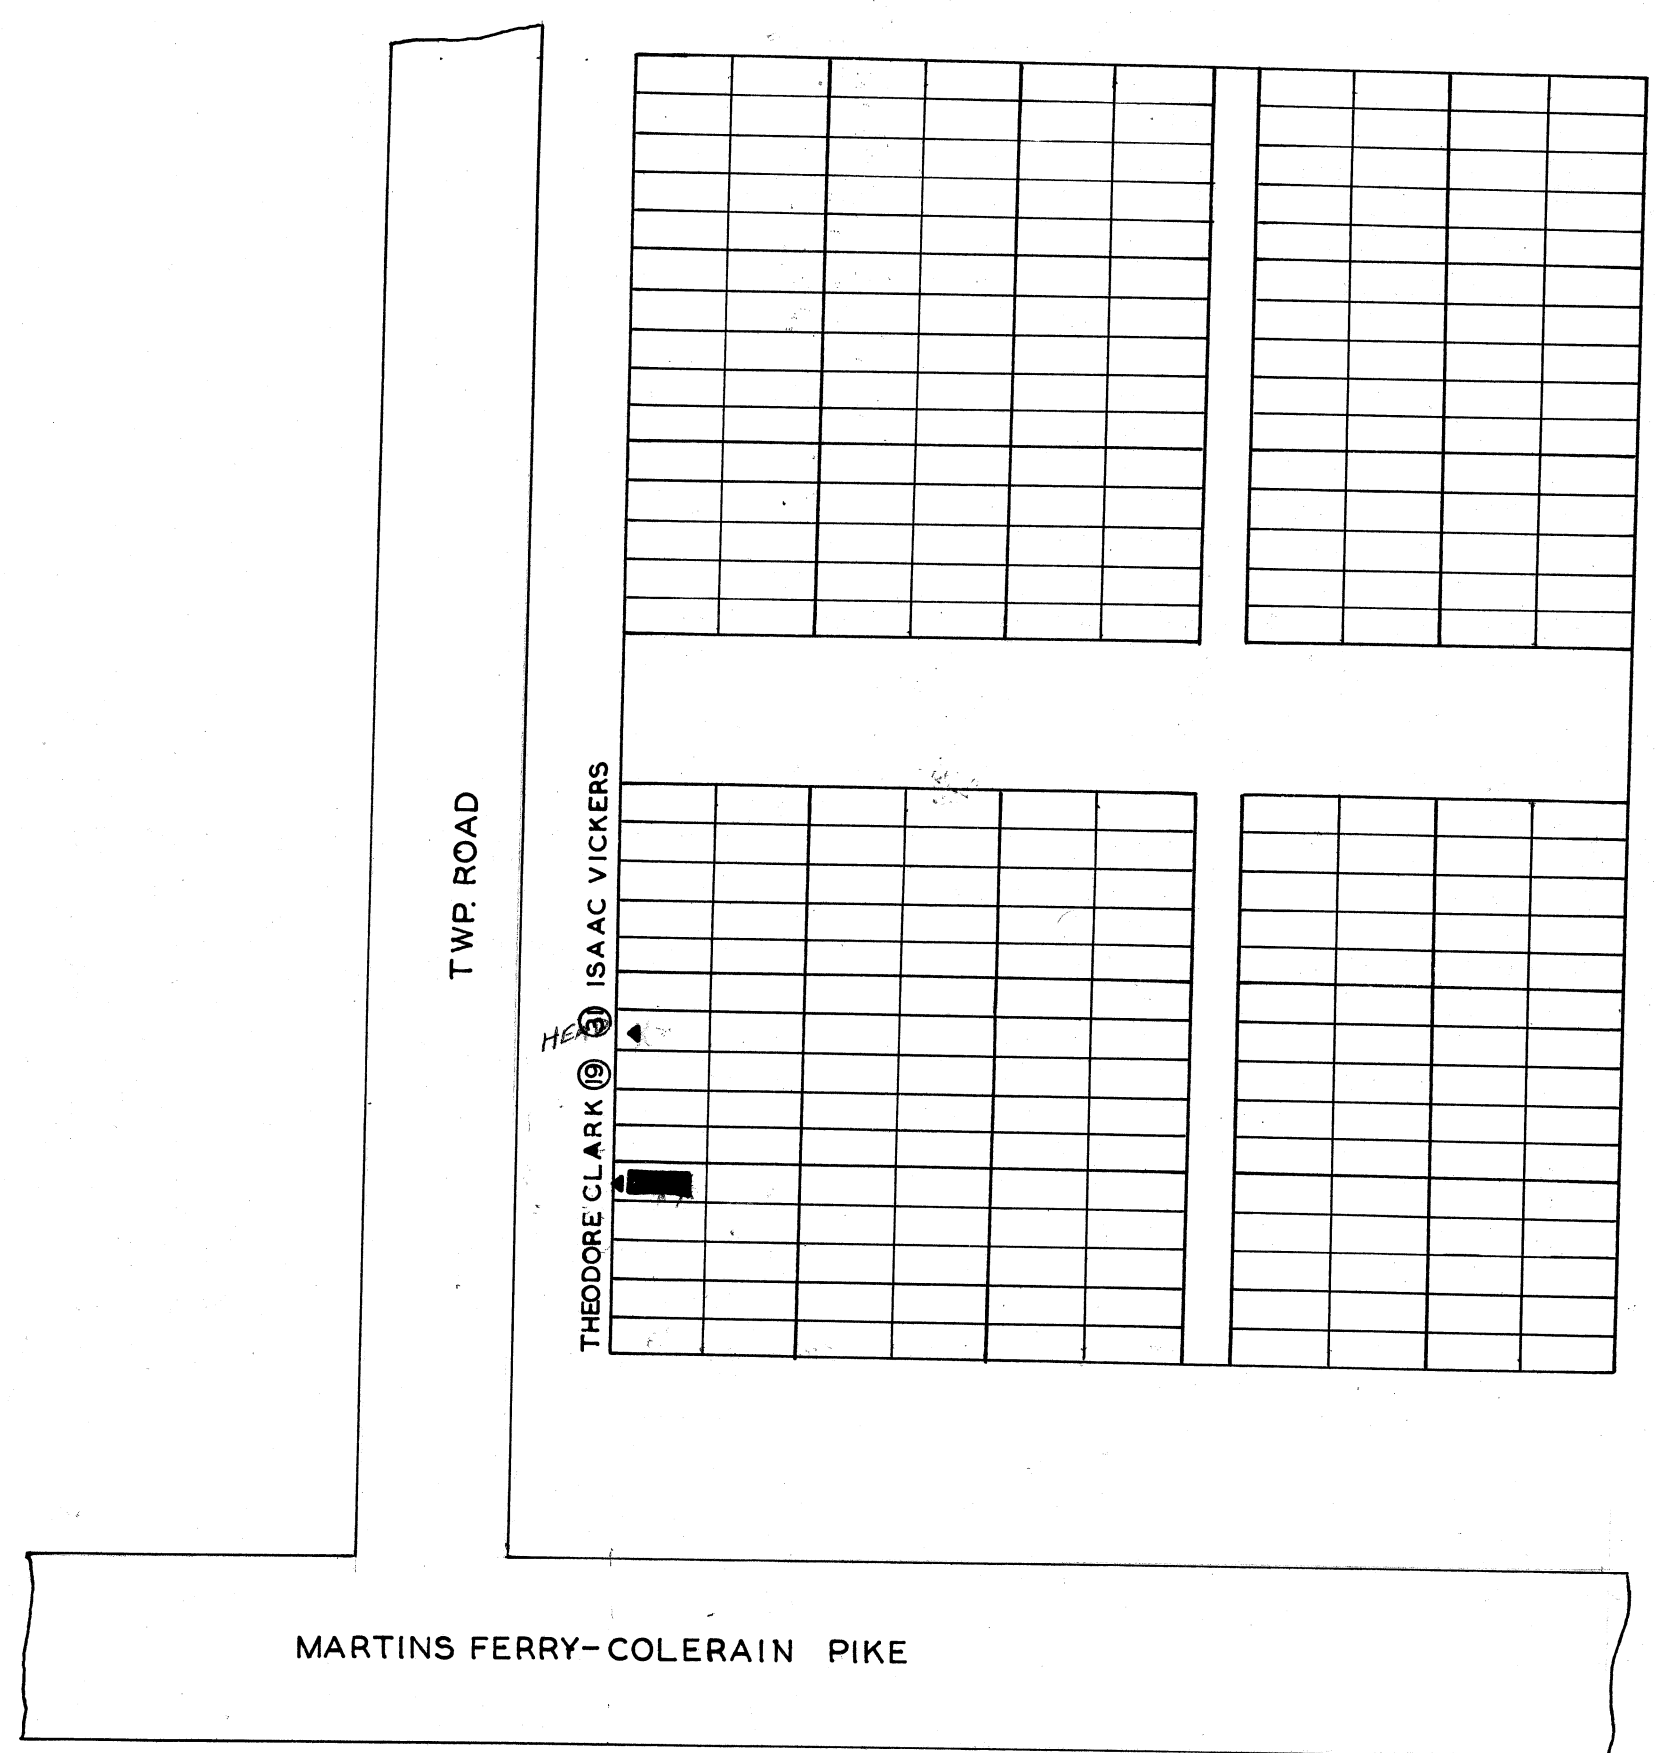 TWP. ROAD
THEODORE CLARK 19 31 ISAAC VICKERS
MARTINS FERRY-COLERAIN PIKE